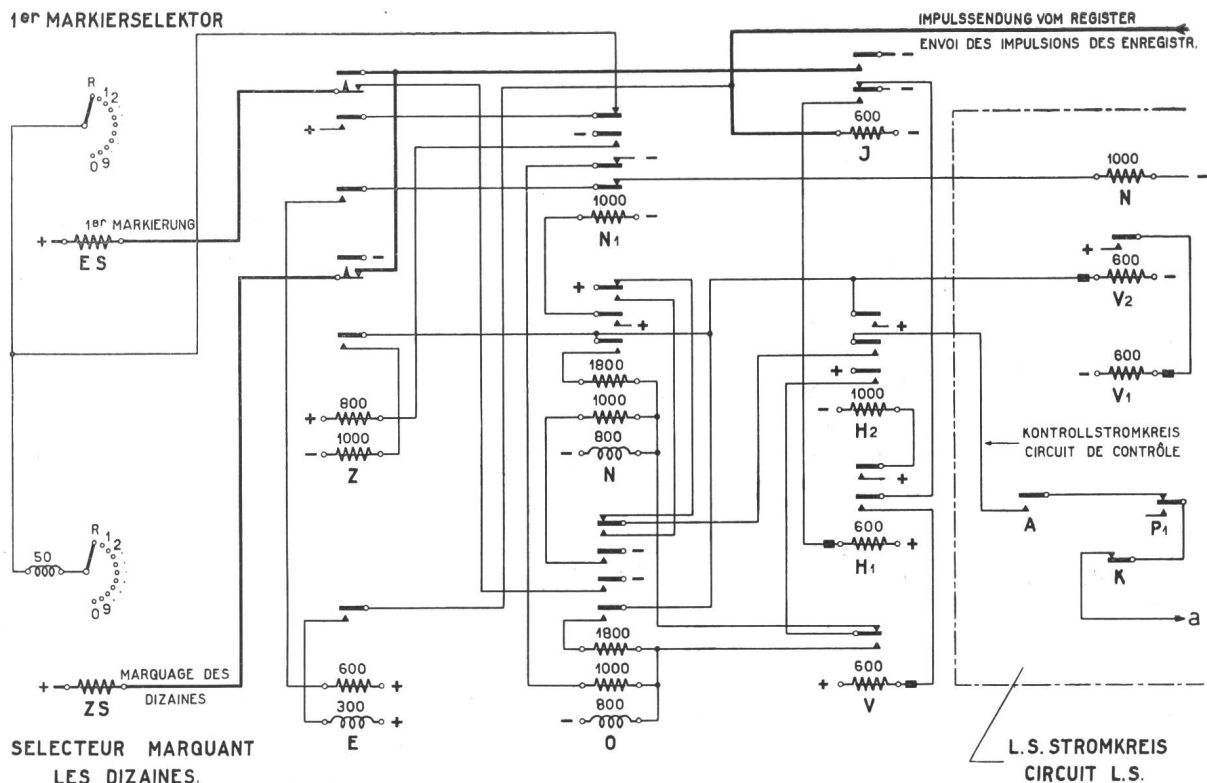 1er MARKIERSELEKTOR
IMPULSSENDUNG VOM REGISTER
ENVOI DES IMPULSIONS DES ENREGISTR.
R
1
2
9
0
+
600
J
-
1000
N
-
1er MARKIERUNG
+
ES
1000
N1
-
+
600
V2
-
600
V1
-
+
800
1000
-
Z
1800
1000
800
-
N
+
1000
H2
-
KONTROLLSTROMKREIS
CIRCUIT DE CONTRÔLE
A
P1
K
a
50
R
1
2
9
0
600
H1
+
MARQUAGE DES
DIZAINES
+
ZS
600
+
300
+
E
1800
1000
800
-
O
600
+
V
SELECTEUR MARQUANT
LES DIZAINES.
L.S. STROMKREIS
CIRCUIT L.S.